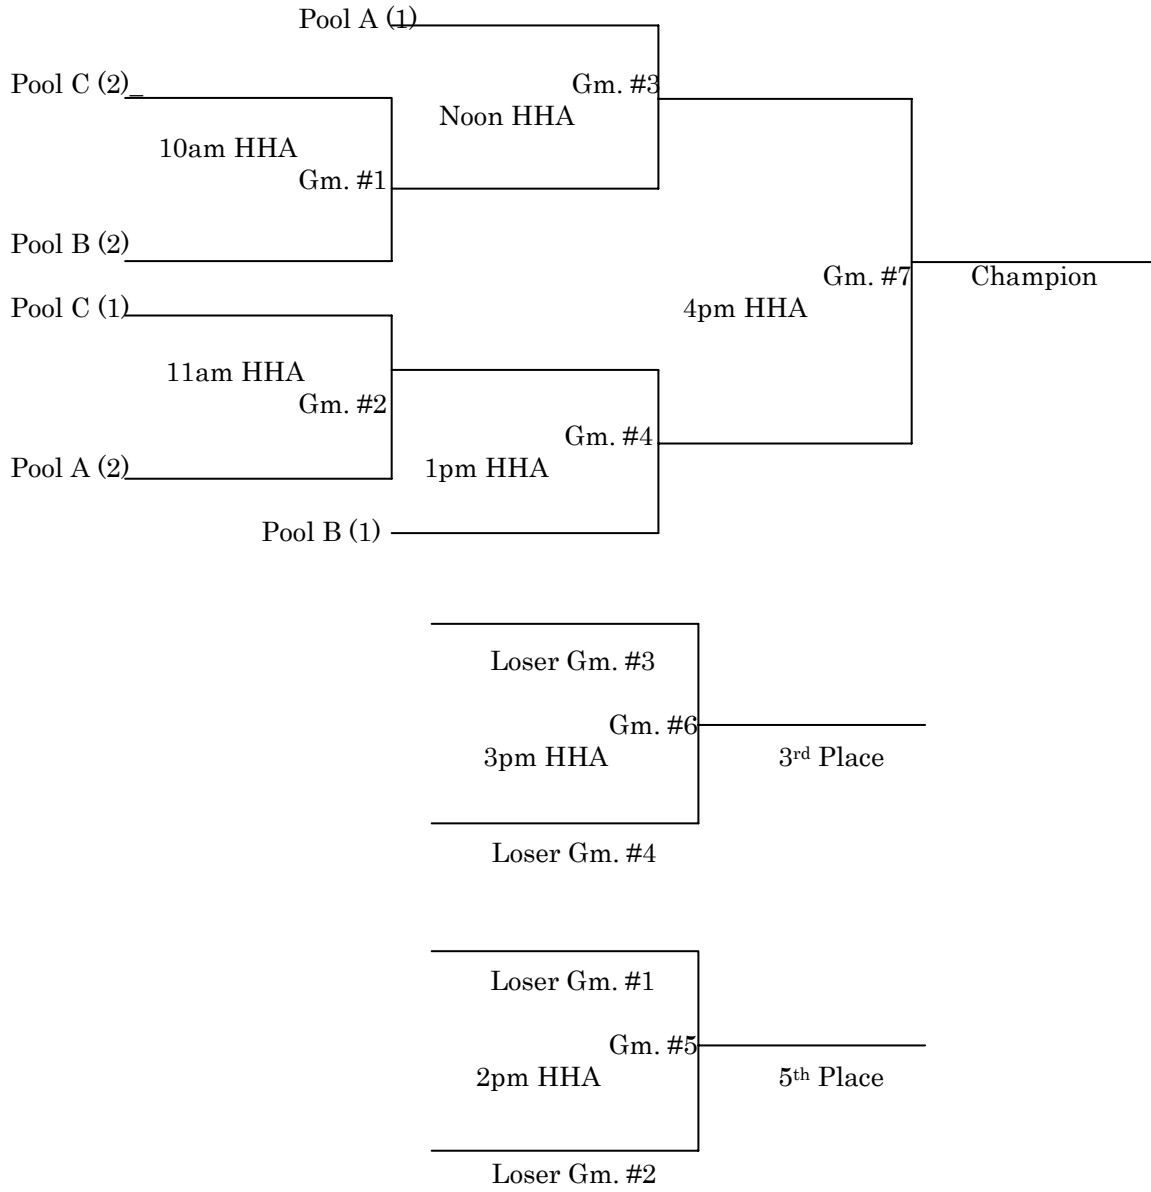 Pool A (1)
Pool C (2)_
Gm. #3
Noon HHA
10am HHA
Gm. #1
Pool B (2)
Gm. #7
Champion
Pool C (1)
4pm HHA
11am HHA
Gm. #2
Gm. #4
Pool A (2)
1pm HHA
Pool B (1)
Loser Gm. #3
Gm. #6
3pm HHA
3rd Place
Loser Gm. #4
Loser Gm. #1
Gm. #5
2pm HHA
5th Place
Loser Gm. #2